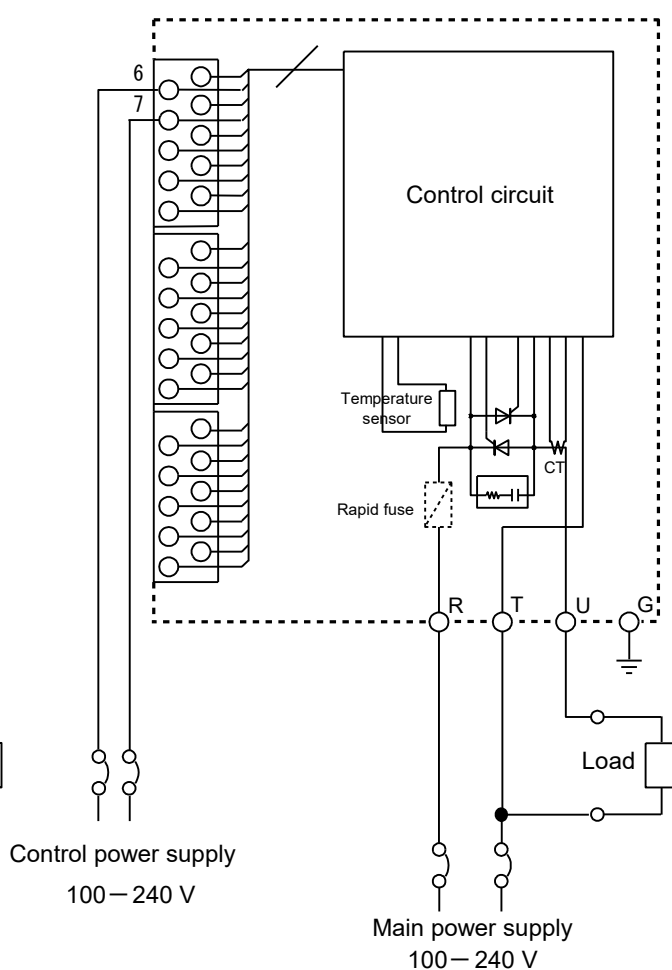 6
7
Control circuit
Temperature
sensor
CT
Rapid fuse
R
T
U
G
Load
Control power supply
100－240 V
Main power supply
100－240 V